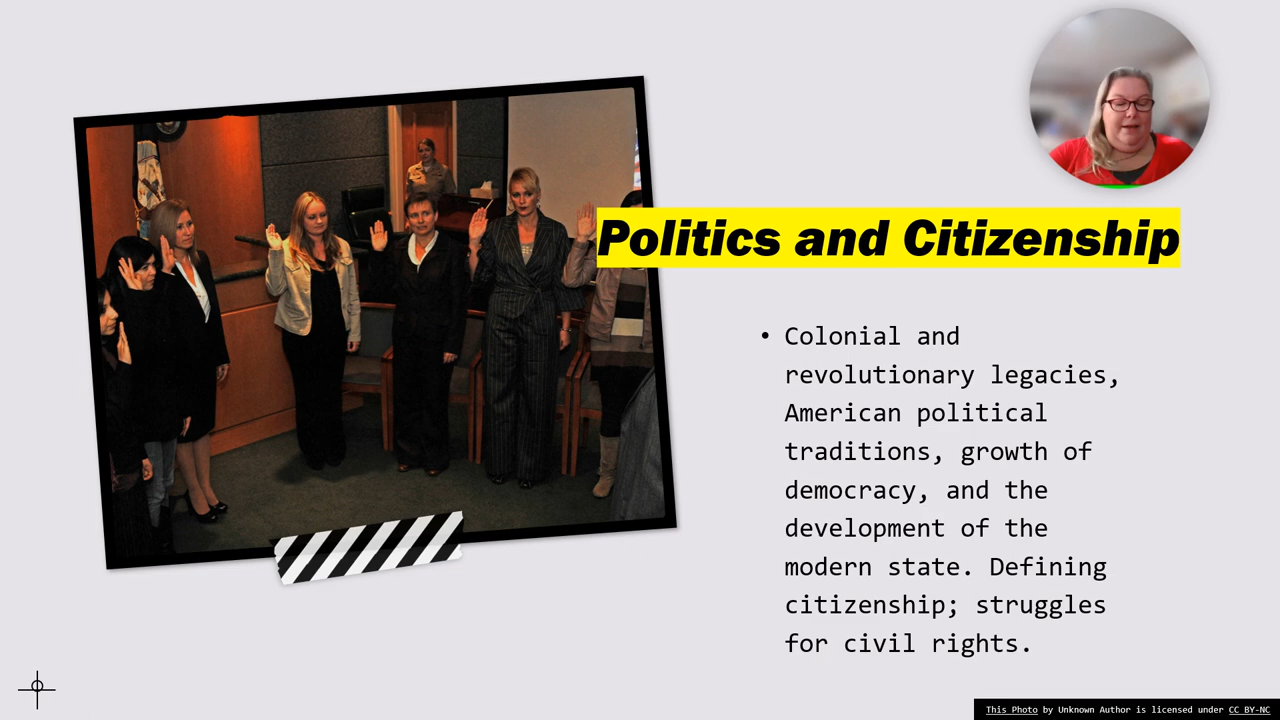 Politics and Citizenship
• Colonial and
revolutionary legacies,
American political
traditions, growth of
democracy, and the
development of the
modern state. Defining
citizenship; struggles
for civil rights.
This Photo by Unknown Author is licensed under CC BY-NC